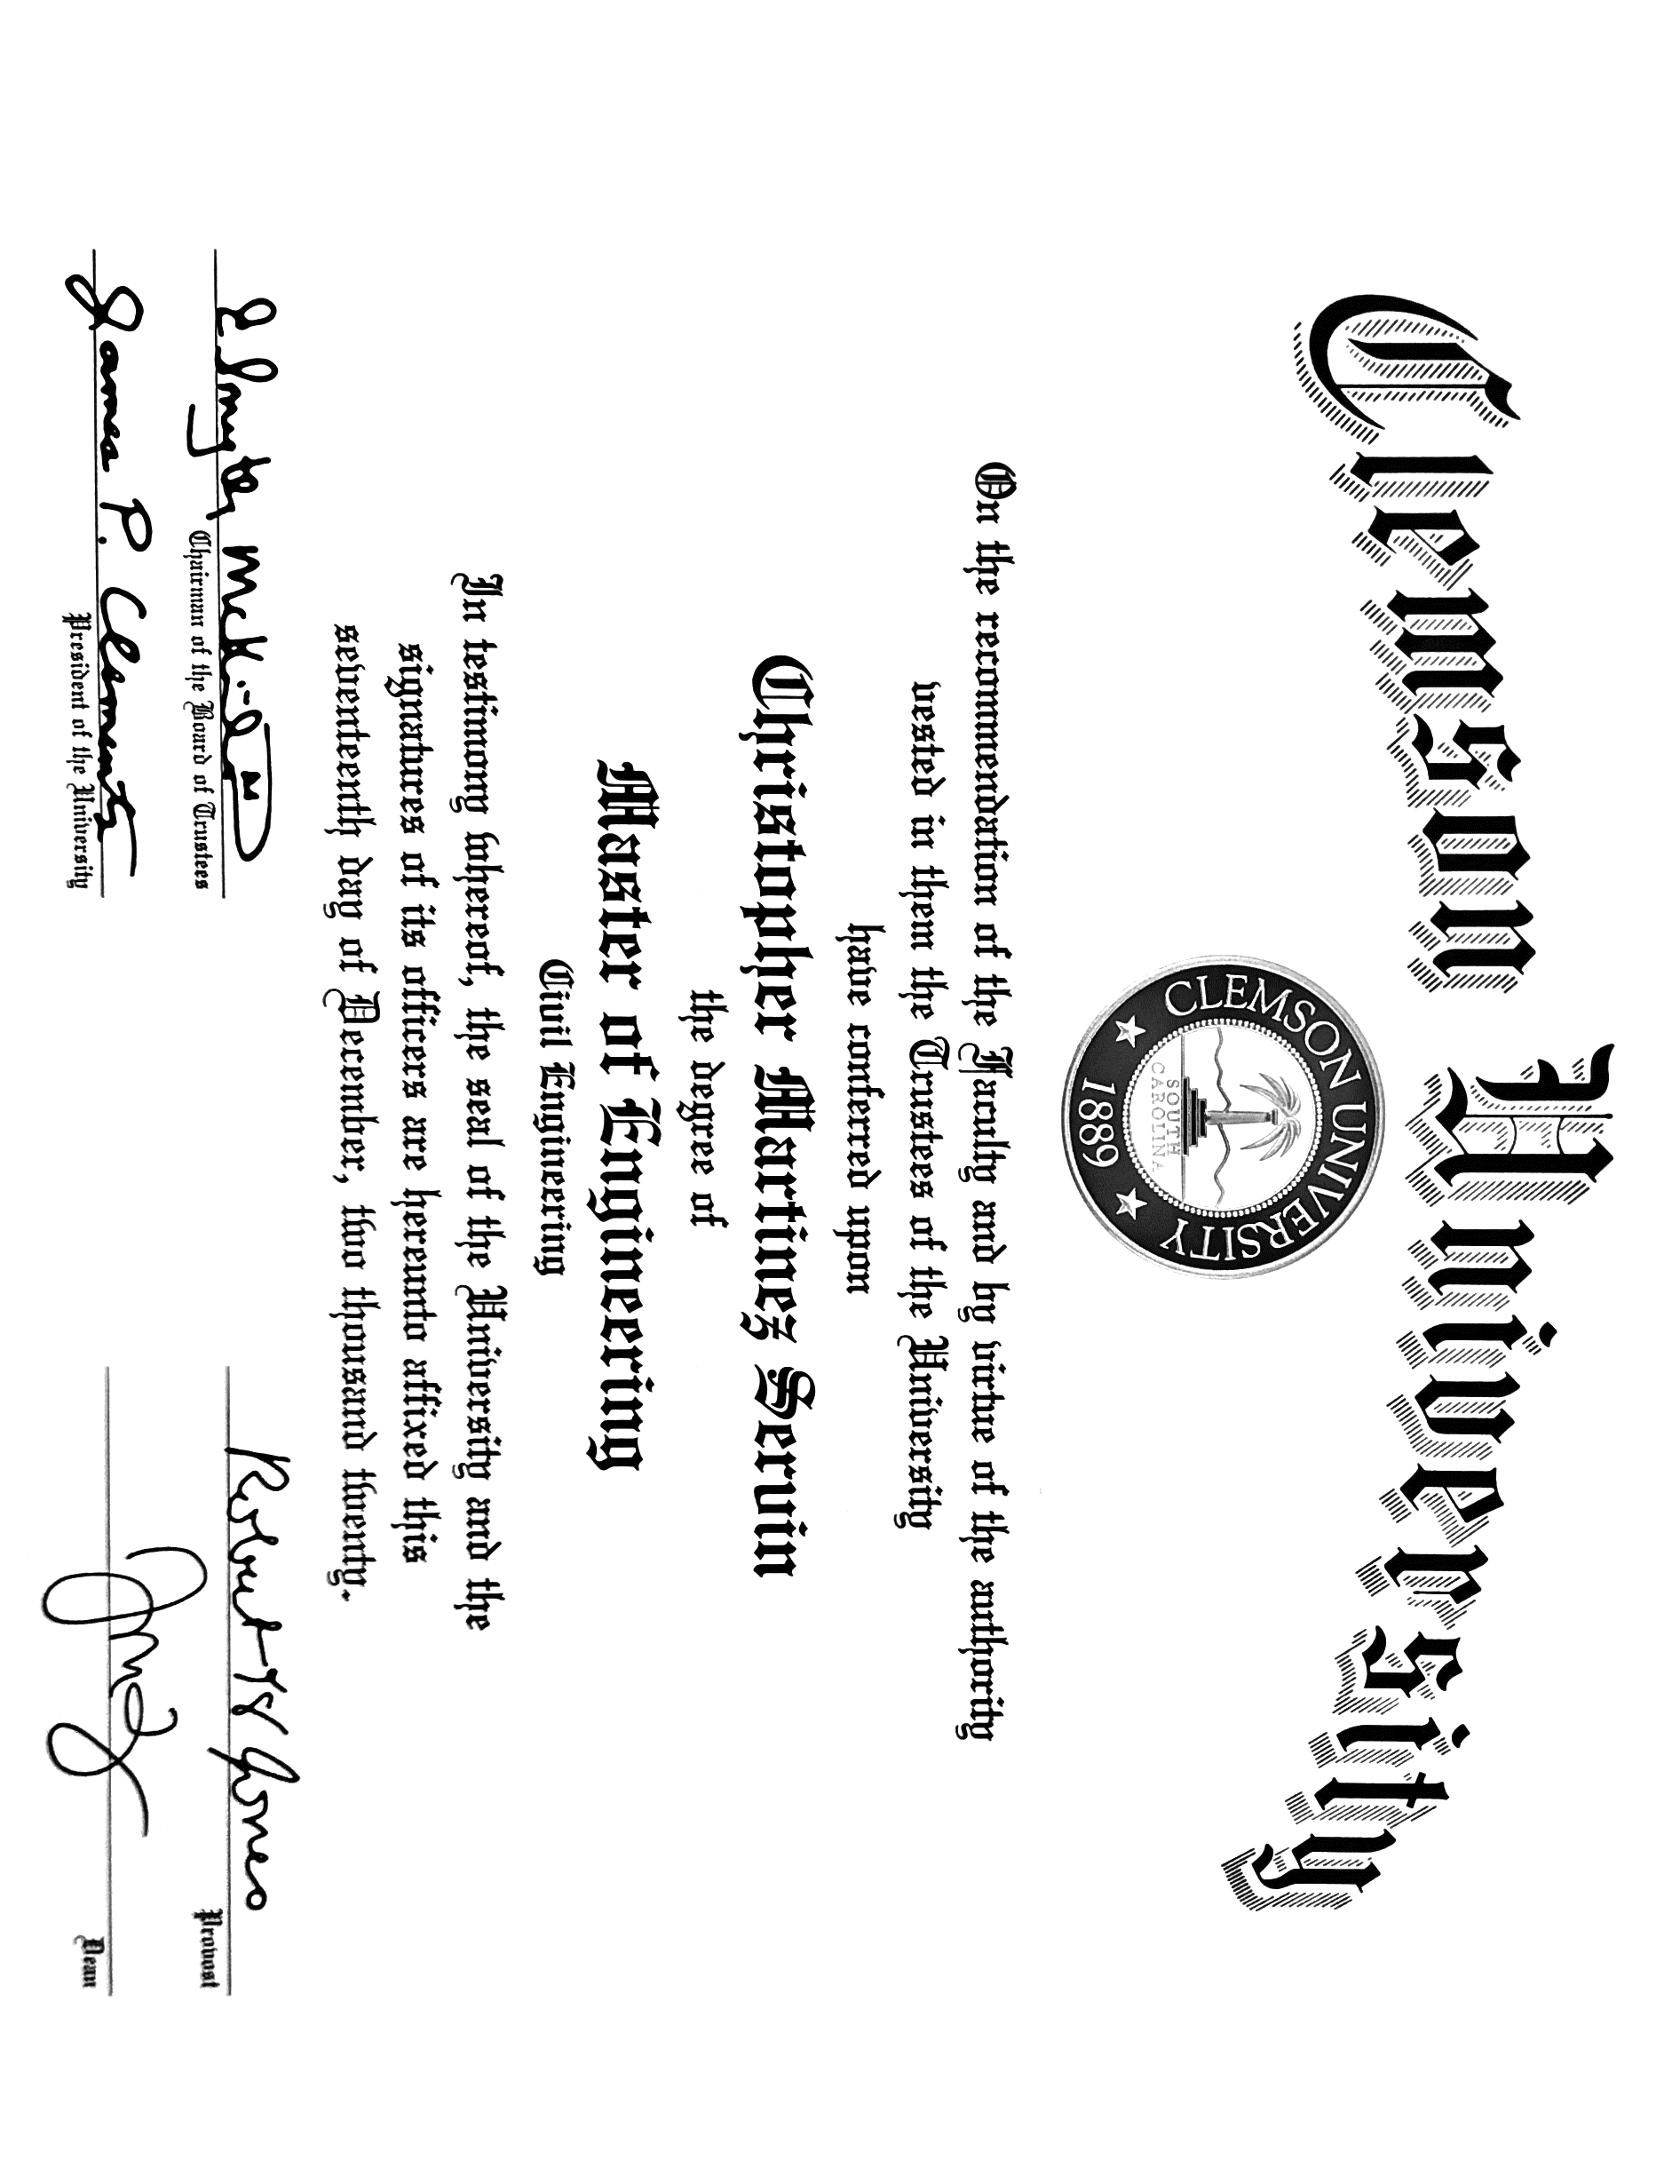 Clemson University
CLEMSON UNIVERSITY
SOUTH
CAROLINA
1889
On the recommendation of the Faculty and by virtue of the authority
vested in them the Trustees of the University
have conferred upon
Christopher Martinez Servin
the degree of
Master of Engineering
Civil Engineering
In testimony whereof, the seal of the University and the
signatures of its officers are hereunto affixed this
seventeenth day of December, two thousand twenty.
Chairman of the Board of Trustees
James P. Clements
President of the University
Robert H Jones
Provost
Dean